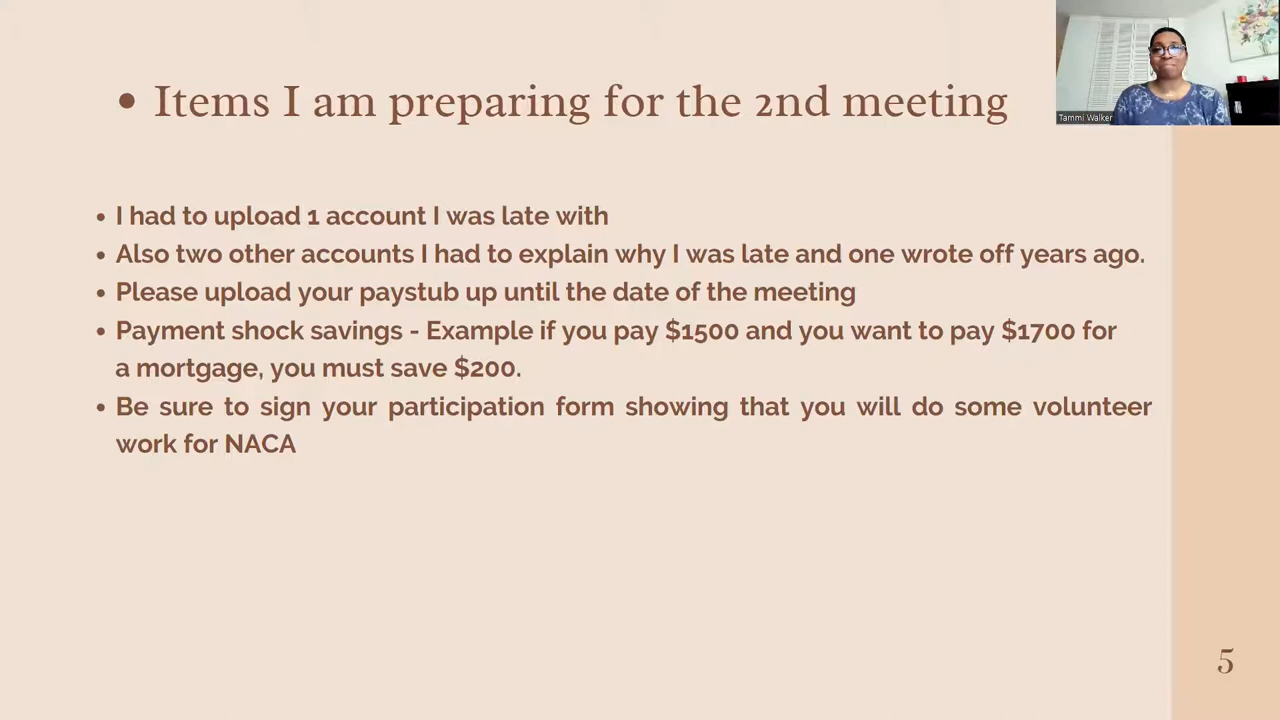 • Items I am preparing for the 2nd meeting
Tammi Walker
• I had to upload 1 account I was late with
• Also two other accounts I had to explain why I was late and one wrote off years ago.
• Please upload your paystub up until the date of the meeting
• Payment shock savings - Example if you pay $1500 and you want to pay $1700 for
a mortgage, you must save $200.
• Be sure to sign your participation form showing that you will do some volunteer
work for NACA
5